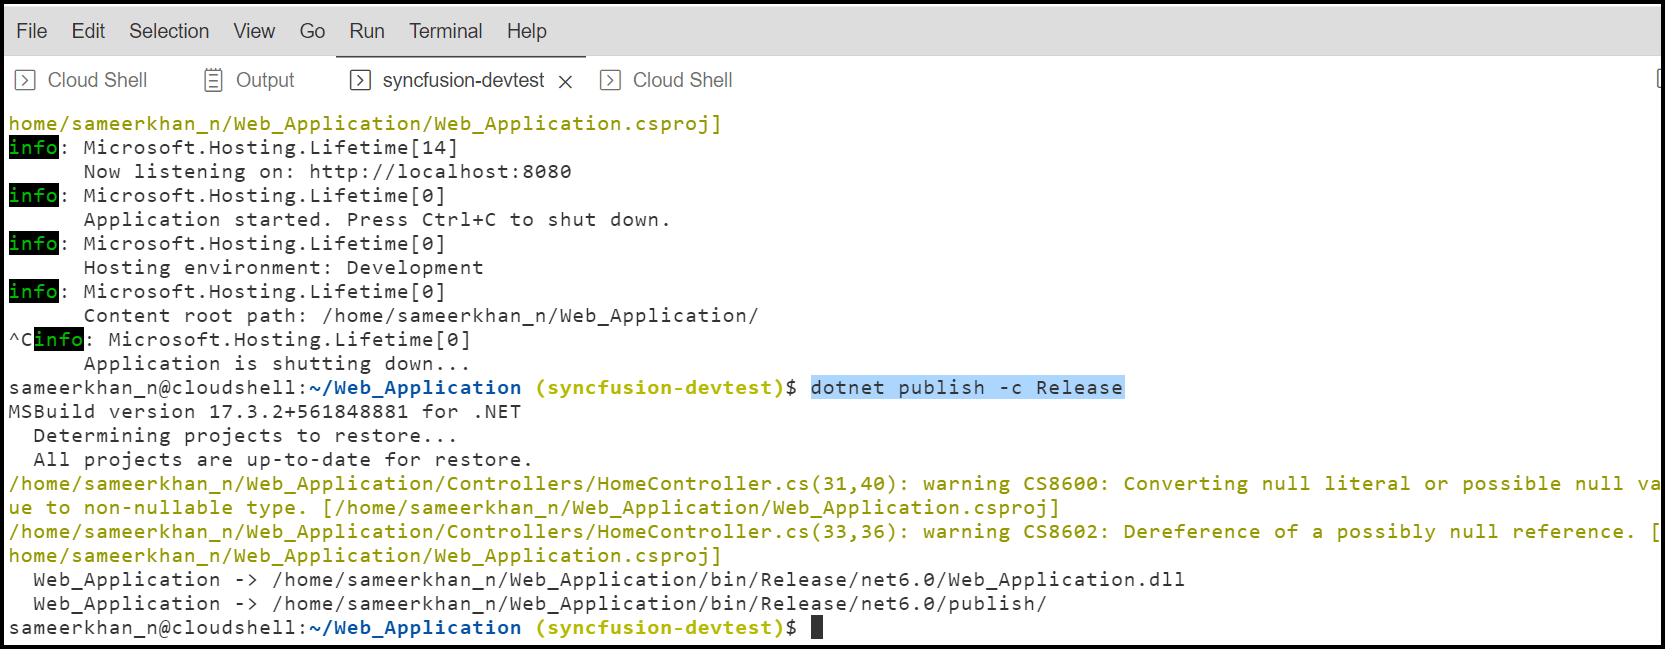 File Edit Selection View Go Run Terminal Help
Cloud Shell Output syncfusion-devtest Cloud Shell
home/sameerkhan_n/Web_Application/Web_Application.csproj]
info: Microsoft.Hosting.Lifetime[14]
Now listening on: http://localhost:8080
info: Microsoft.Hosting.Lifetime[0]
Application started. Press Ctrl+C to shut down.
info: Microsoft.Hosting.Lifetime[0]
Hosting environment: Development
info: Microsoft.Hosting.Lifetime[0]
Content root path: /home/sameerkhan_n/Web_Application/
^Cinfo: Microsoft.Hosting.Lifetime[0]
Application is shutting down...
sameerkhan_n@cloudshell:~/Web_Application (syncfusion-devtest)$ dotnet publish -c Release
MSBuild version 17.3.2+561848881 for .NET
Determining projects to restore...
All projects are up-to-date for restore.
/home/sameerkhan_n/Web_Application/Controllers/HomeController.cs(31,40): warning CS8600: Converting null literal or possible null va
ue to non-nullable type. [/home/sameerkhan_n/Web_Application/Web_Application.csproj]
/home/sameerkhan_n/Web_Application/Controllers/HomeController.cs(33,36): warning CS8602: Dereference of a possibly null reference. [
home/sameerkhan_n/Web_Application/Web_Application.csproj]
Web_Application -> /home/sameerkhan_n/Web_Application/bin/Release/net6.0/Web_Application.dll
Web_Application -> /home/sameerkhan_n/Web_Application/bin/Release/net6.0/publish/
sameerkhan_n@cloudshell:~/Web_Application (syncfusion-devtest)$